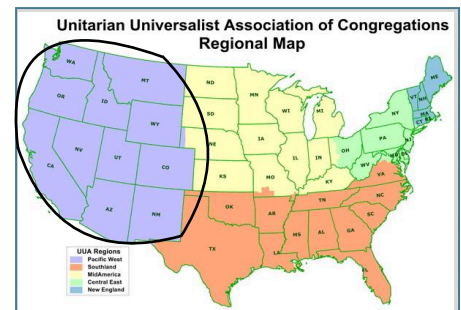 Unitarian Universalist Association of Congregations
Regional Map
WA
MT
ND
MN
ME
OR
ID
SD
WI
MI
VT
NH
NY
WY
MA
CT
RI
NE
IA
PA
NV
UT
CO
IL
IN
OH
NJ
CA
KS
MO
WV
MD
VA
KY
AZ
NM
OK
AR
TN
NC
SC
MS
AL
GA
TX
LA
FL
UUA Regions
Pacific West
Southland
MidAmerica
Central East
New England